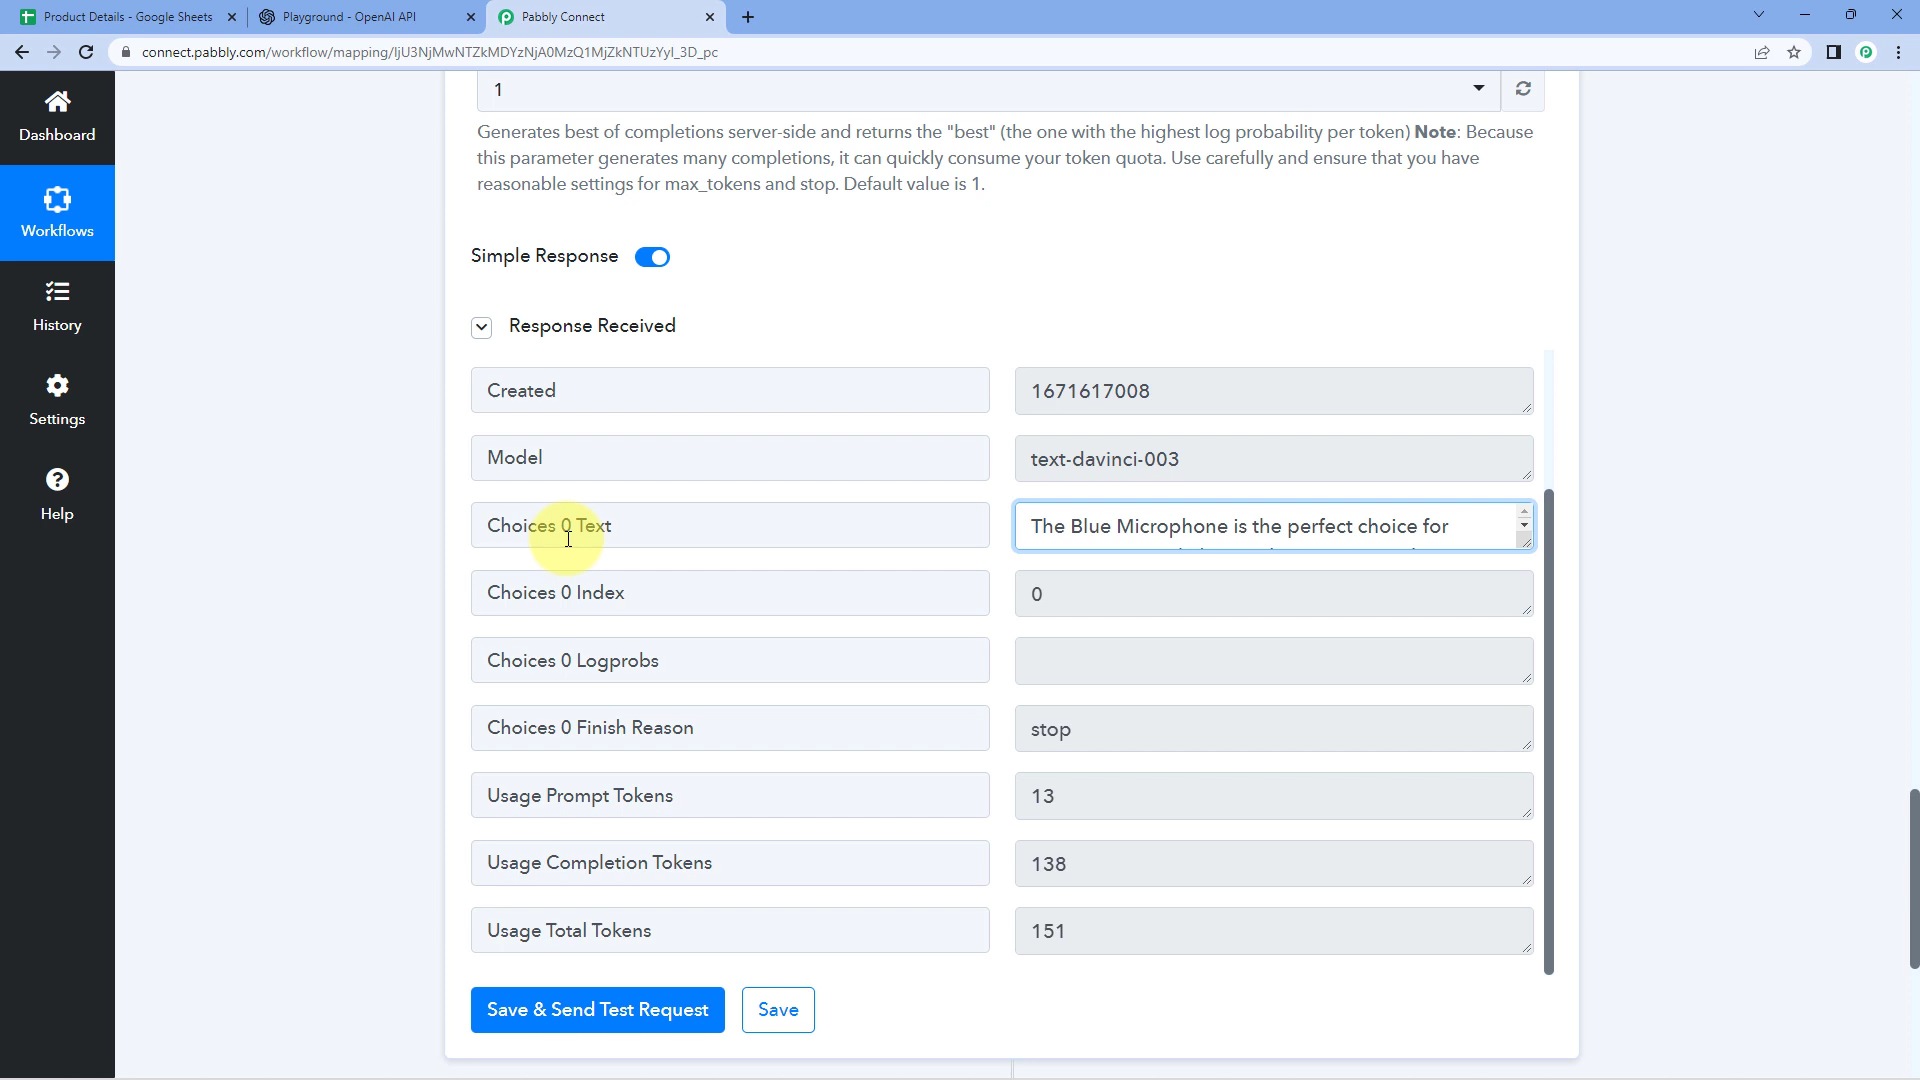 Product Details - Google Sheets
Playground - OpenAI API
Pabbly Connect
connect.pabbly.com/workflow/mapping/IjU3NjMwNTZkMDYzNjA0MzQ1MjZkNTUzYyI_3D_pc
Dashboard
Workflows
History
Settings
Help
1
Generates best of completions server-side and returns the "best" (the one with the highest log probability per token) Note: Because
this parameter generates many completions, it can quickly consume your token quota. Use carefully and ensure that you have
reasonable settings for max_tokens and stop. Default value is 1.
Simple Response
Response Received
Created 1671617008
Model text-davinci-003
Choices 0 Text The Blue Microphone is the perfect choice for
Choices 0 Index 0
Choices 0 Logprobs
Choices 0 Finish Reason stop
Usage Prompt Tokens 13
Usage Completion Tokens 138
Usage Total Tokens 151
Save & Send Test Request Save